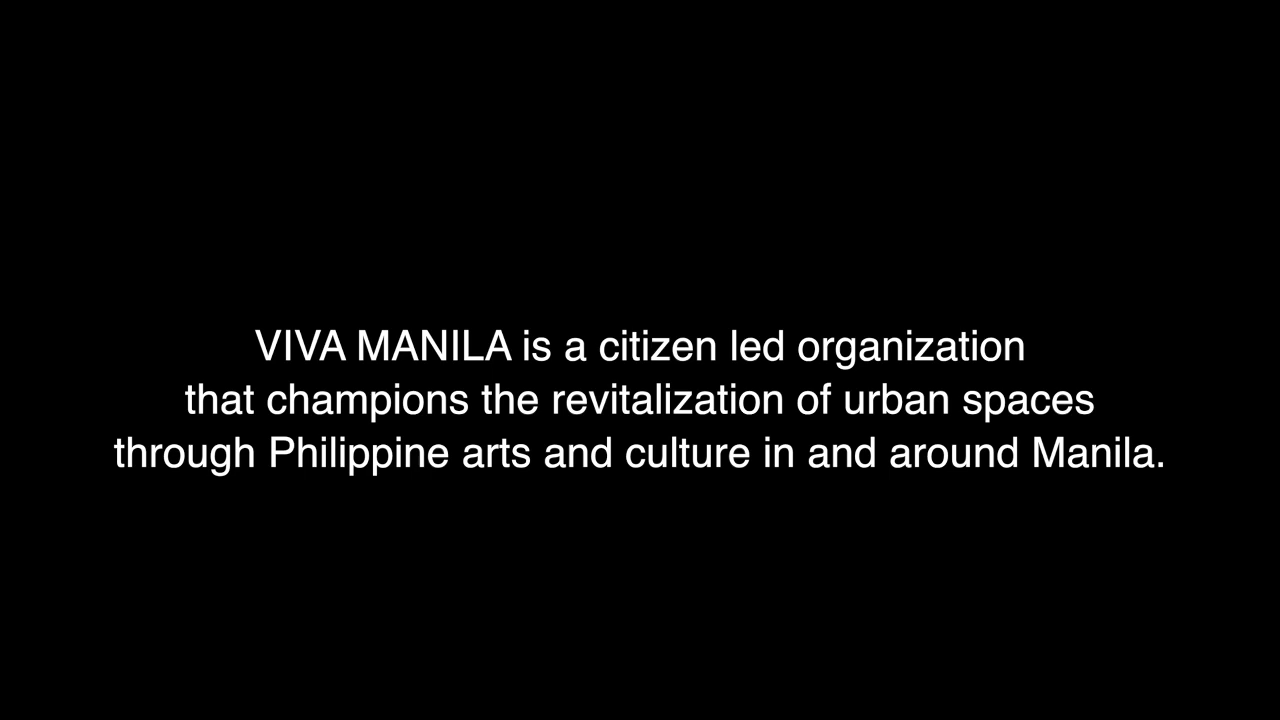 VIVA MANILA is a citizen led organization
that champions the revitalization of urban spaces
through Philippine arts and culture in and around Manila.